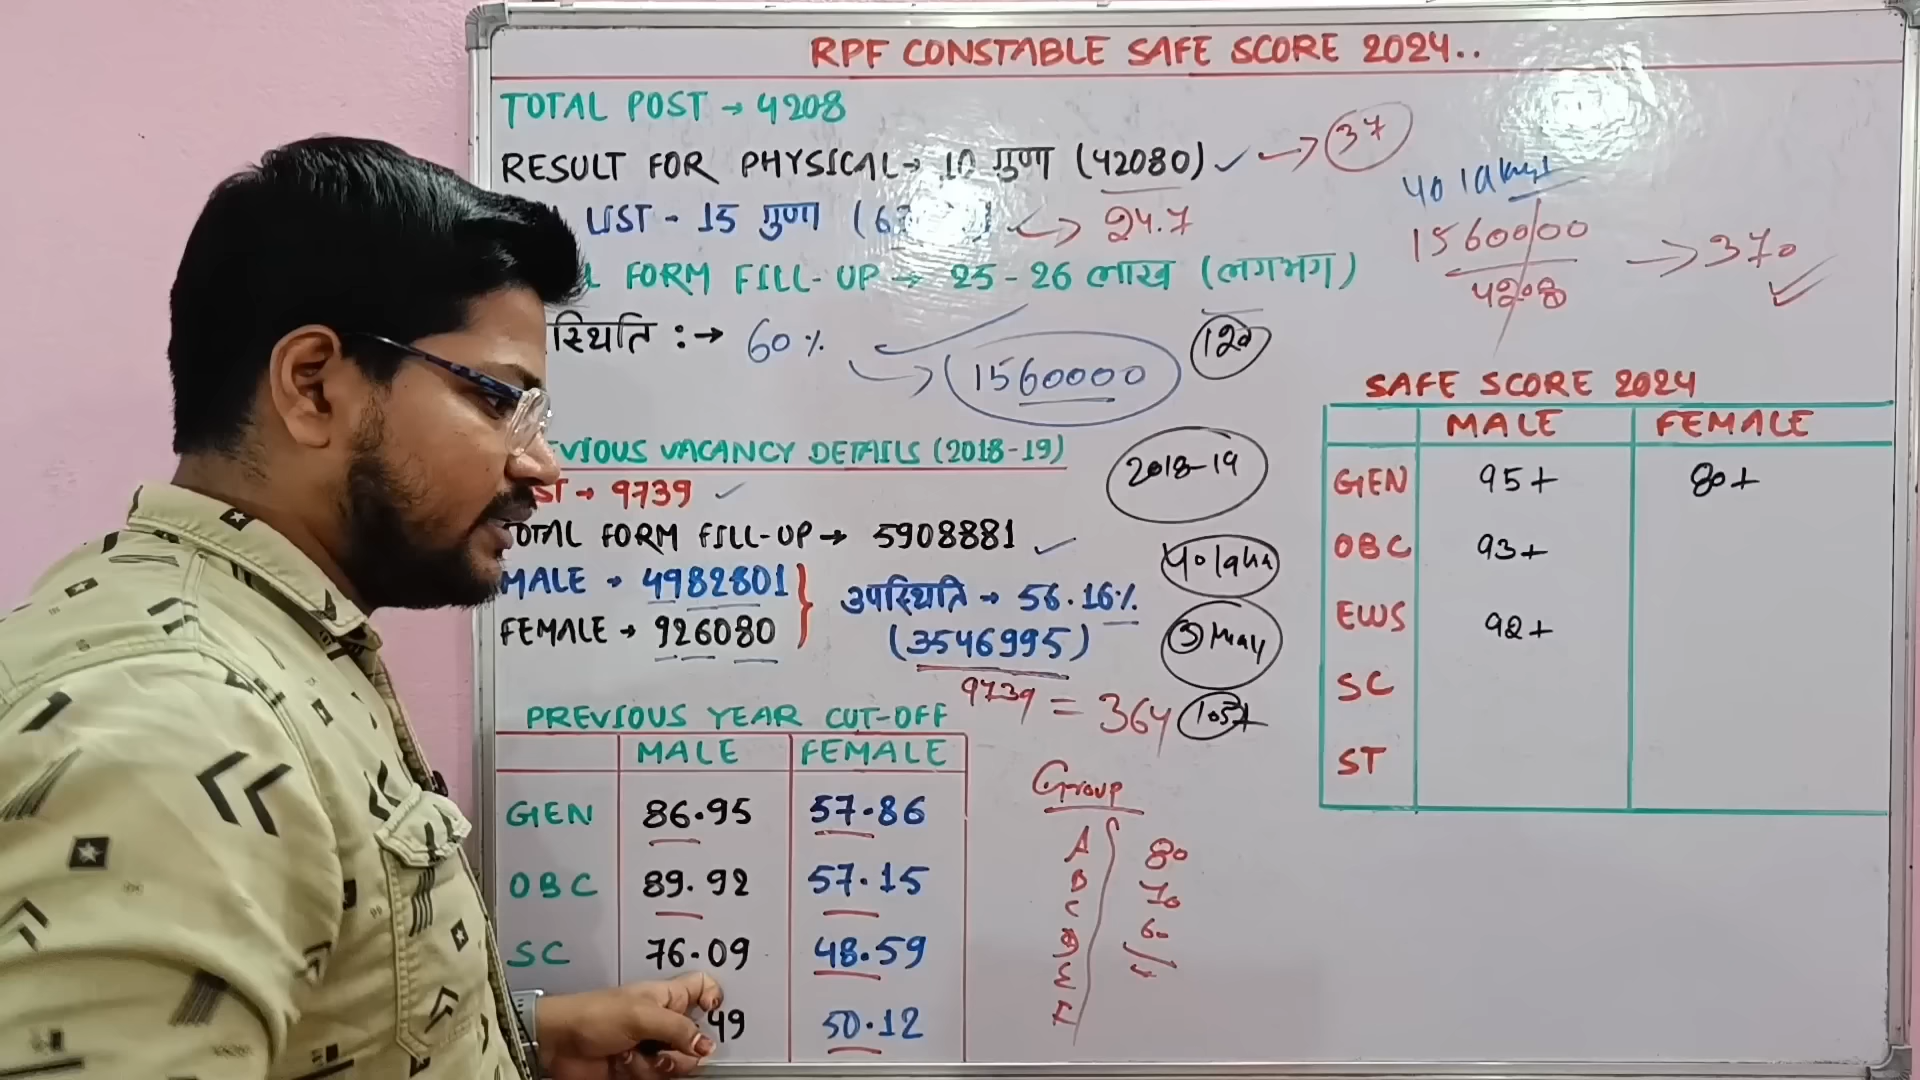 RPF CONSTABLE SAFE SCORE 2024..
TOTAL POST → 4208
RESULT FOR PHYSICAL → 10 गुणा (42080) ✓ → 37
LIST - 15 गुणा (6 → 24.7
FORM FILL-UP → 25-26 लाख (लगभग)
स्थिति :→ 60%
1560000
120
40 lakh
1560000
4208
→ 370
VIOUS VACANCY DETAILS (2018-19)
→ 9739
TOTAL FORM FILL-UP → 5908881
MALE → 4982801
FEMALE → 926080
उपस्थिति → 56.16%
(3546995)
9739 = 364
2018-19
40 lakh
105+
PREVIOUS YEAR CUT-OFF
MALE FEMALE
GEN 86.95 57.86
OBC 89.92 57.15
SC 76.09 48.59
.49 50.12
Group
A 80
B 70
C 60
D
E
F
SAFE SCORE 2024
MALE FEMALE
GEN 95+ 80+
OBC 93+
EWS 92+
SC
ST